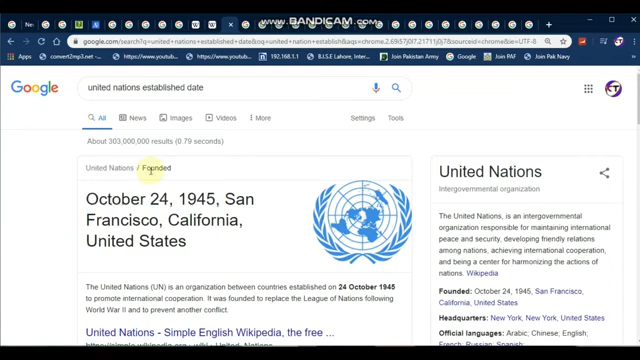 www.BANDICAM.com
google.com/search?q=united+nations+established+date&oq=united+nation+establish&aqs=chrome.2.69i57j0l7.21711j0j7&sourceid=chrome&ie=UTF-8
Apps
convert2mp3.net -
https://www.youtub
https://www.youtub
192.168.1.1
B.I.S.E Lahore, Inter
Join Pakistan Army
Google
Join PAF
Join Pak Navy
Google
united nations established date
All
News
Images
Videos
More
Settings
Tools
About 303,000,000 results (0.79 seconds)
United Nations / Founded
October 24, 1945, San
Francisco, California,
United States
The United Nations (UN) is an organization between countries established on 24 October 1945
to promote international cooperation. It was founded to replace the League of Nations following
World War II and to prevent another conflict.
United Nations - Simple English Wikipedia, the free ...
United Nations
Intergovernmental organization
The United Nations, is an intergovernmental
organization responsible for maintaining international
peace and security, developing friendly relations
among nations, achieving international cooperation,
and being a center for harmonizing the actions of
nations. Wikipedia
Founded: October 24, 1945, San Francisco,
California, United States
Headquarters: New York, New York, United States
Official languages: Arabic; Chinese; English;
French; Russian; Spanish